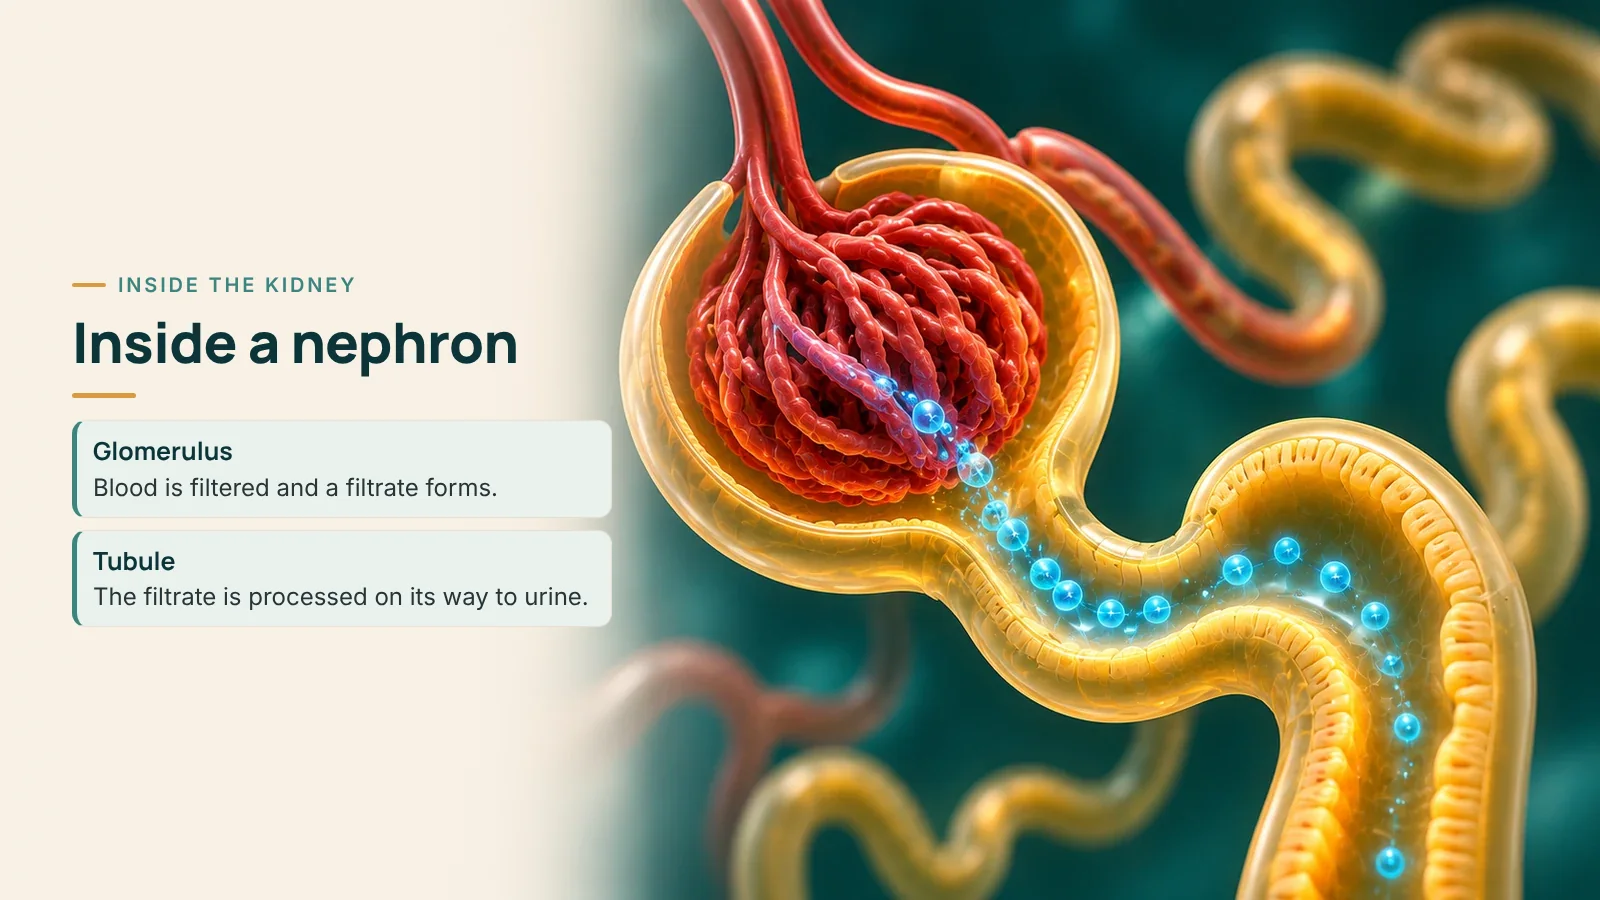 INSIDE THE KIDNEY
Inside a nephron
Glomerulus
Blood is filtered and a filtrate forms.
Tubule
The filtrate is processed on its way to urine.